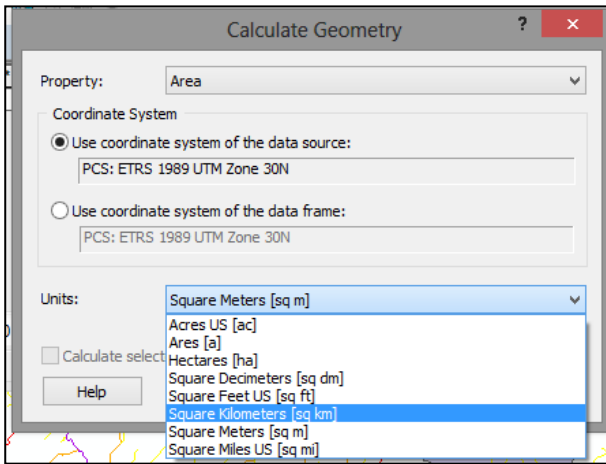 Calculate Geometry ? ×
Property: Area
Coordinate System
Use coordinate system of the data source:
PCS: ETRS 1989 UTM Zone 30N
Use coordinate system of the data frame:
PCS: ETRS 1989 UTM Zone 30N
Units: Square Meters [sq m]
Acres US [ac]
Ares [a]
Hectares [ha]
Square Decimeters [sq dm]
Square Feet US [sq ft]
Square Kilometers [sq km]
Square Meters [sq m]
Square Miles US [sq mi]
Calculate select
Help